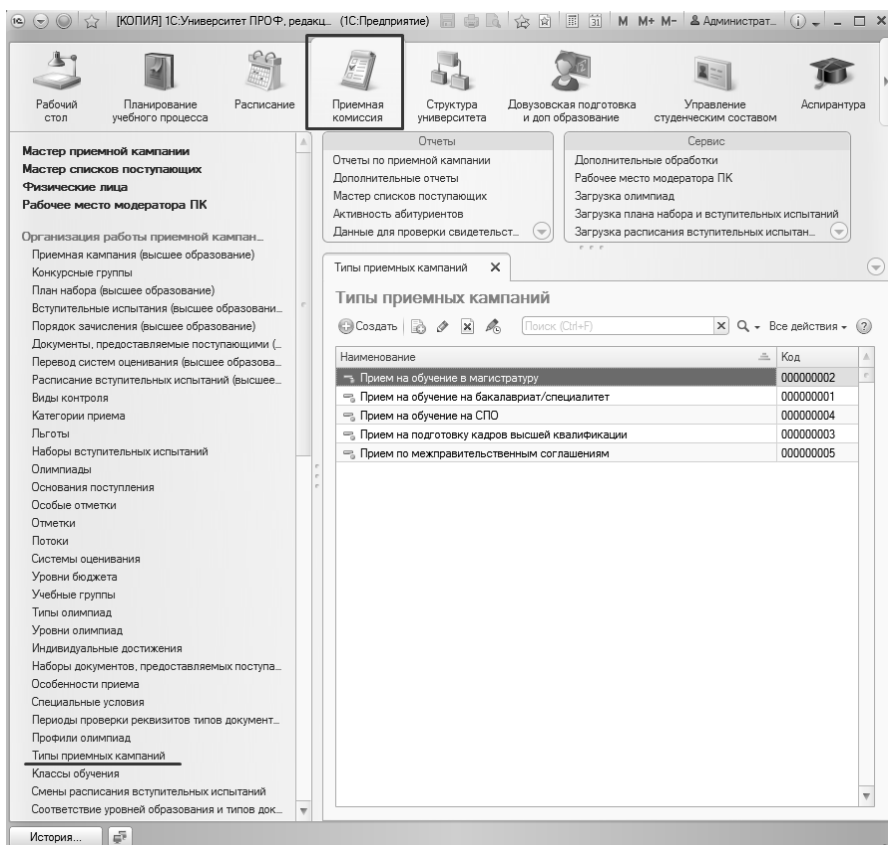 [КОПИЯ] 1С:Университет ПРОФ, редакц... (1С:Предприятие) M M+ M- Администрат...
Рабочий стол
Планирование учебного процесса
Расписание
Приемная комиссия
Структура университета
Довузовская подготовка и доп образование
Управление студенческим составом
Аспирантура
Мастер приемной кампании
Мастер списков поступающих
Физические лица
Рабочее место модератора ПК
Организация работы приемной кампан...
Приемная кампания (высшее образование)
Конкурсные группы
План набора (высшее образование)
Вступительные испытания (высшее образовани...
Порядок зачисления (высшее образование)
Документы, предоставляемые поступающими (...
Перевод систем оценивания (высшее образова...
Расписание вступительных испытаний (высшее...
Виды контроля
Категории приема
Льготы
Наборы вступительных испытаний
Олимпиады
Основания поступления
Особые отметки
Отметки
Потоки
Системы оценивания
Уровни бюджета
Учебные группы
Типы олимпиад
Уровни олимпиад
Индивидуальные достижения
Наборы документов, предоставляемых поступа...
Особенности приема
Специальные условия
Периоды проверки реквизитов типов документ...
Профили олимпиад
Типы приемных кампаний
Классы обучения
Смены расписания вступительных испытаний
Соответствие уровней образования и типов док...
Отчеты
Отчеты по приемной кампании
Дополнительные отчеты
Мастер списков поступающих
Активность абитуриентов
Данные для проверки свидетельст...
Сервис
Дополнительные обработки
Рабочее место модератора ПК
Загрузка олимпиад
Загрузка плана набора и вступительных испытаний
Загрузка расписания вступительных испытан...
Типы приемных кампаний
Типы приемных кампаний
Создать Поиск (Ctrl+F) Все действия
Наименование Код
Прием на обучение в магистратуру 000000002
Прием на обучение на бакалавриат/специалитет 000000001
Прием на обучение на СПО 000000004
Прием на подготовку кадров высшей квалификации 000000003
Прием по межправительственным соглашениям 000000005
История...